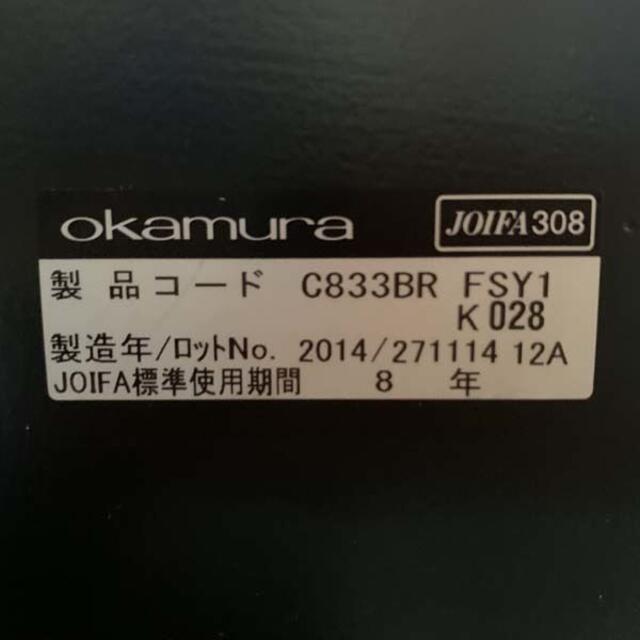 okamura JOIFA308
製品コード C833BR FSY1
K 028
製造年/ロットNo. 2014/271114 12A
JOIFA標準使用期間 8 年